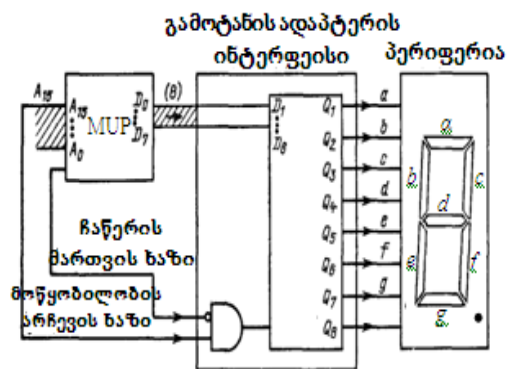 გამოტანის ადაპტერის
ინტერფეისი
პერიფერია
A₁₅
A₁₅
A₀
MUP
D₀
D₇
(8)
D₁
D₈
Q₁
Q₂
Q₃
Q₄
Q₅
Q₆
Q₇
Q₈
a
b
c
d
e
f
g
a
b
c
d
e
f
g
ჩაწერის
მართვის ხაზი
მოწყობილობის
არჩევის ხაზი